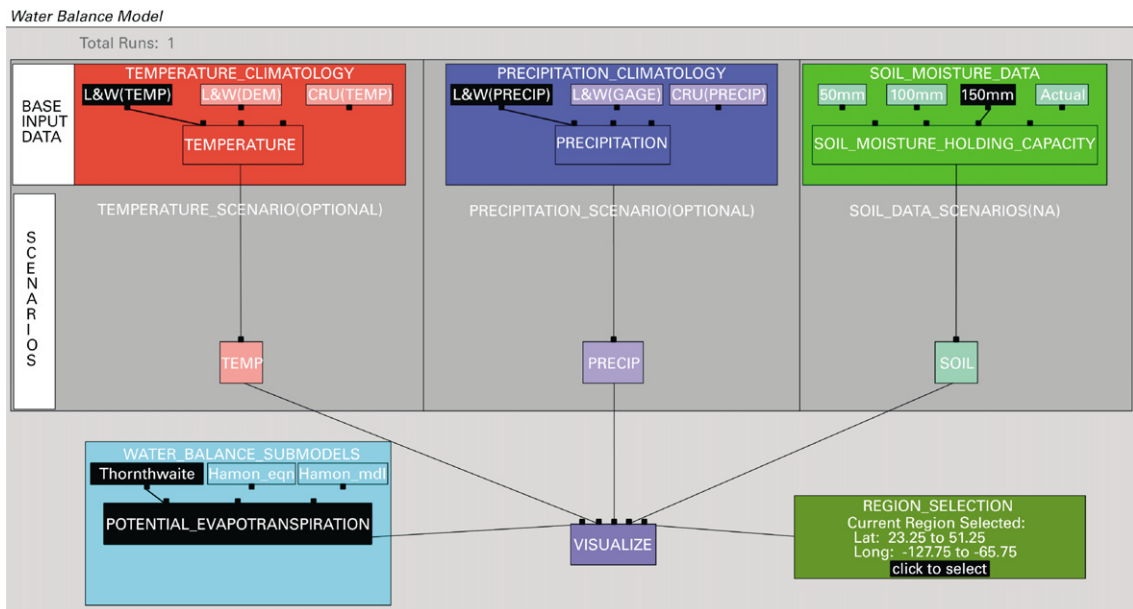 Water Balance Model
Total Runs: 1
BASE
INPUT
DATA
TEMPERATURE_CLIMATOLOGY
L&W(TEMP) L&W(DEM) CRU(TEMP)
TEMPERATURE
PRECIPITATION_CLIMATOLOGY
L&W(PRECIP) L&W(GAGE) CRU(PRECIP)
PRECIPITATION
SOIL_MOISTURE_DATA
50mm 100mm 150mm Actual
SOIL_MOISTURE_HOLDING_CAPACITY
SCENARIOS
TEMPERATURE_SCENARIO(OPTIONAL)
PRECIPITATION_SCENARIO(OPTIONAL)
SOIL_DATA_SCENARIOS(NA)
TEMP
PRECIP
SOIL
WATER_BALANCE_SUBMODELS
Thornthwaite Hamon_eqn Hamon_mdl
POTENTIAL_EVAPOTRANSPIRATION
VISUALIZE
REGION_SELECTION
Current Region Selected:
Lat: 23.25 to 51.25
Long: -127.75 to -65.75
click to select